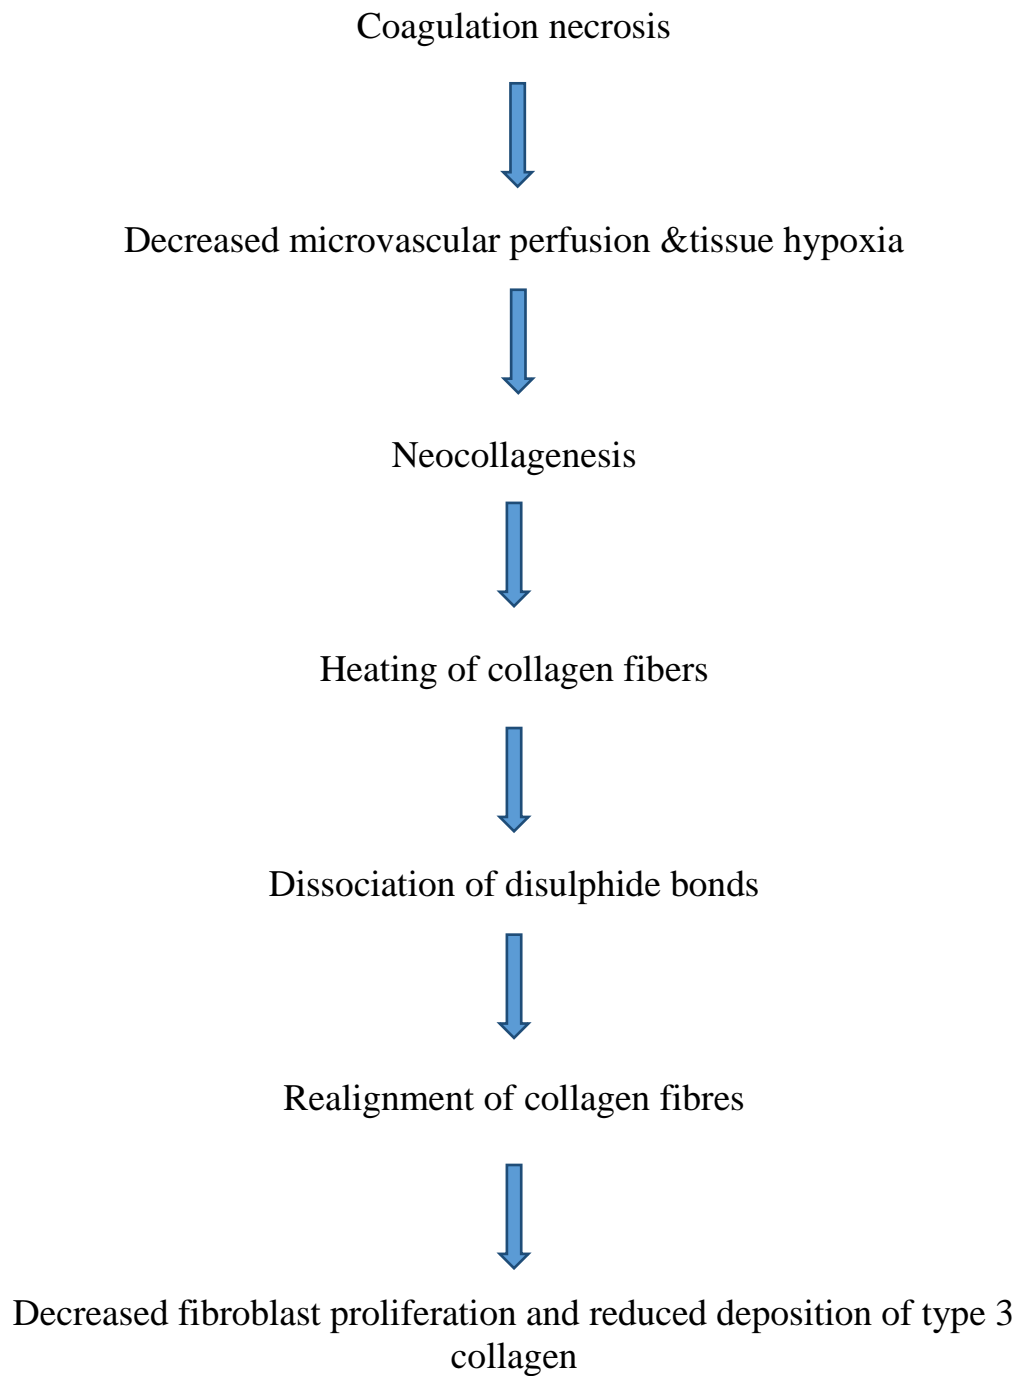 Coagulation necrosis
Decreased microvascular perfusion &tissue hypoxia
Neocollagenesis
Heating of collagen fibers
Dissociation of disulphide bonds
Realignment of collagen fibres
Decreased fibroblast proliferation and reduced deposition of type 3
collagen